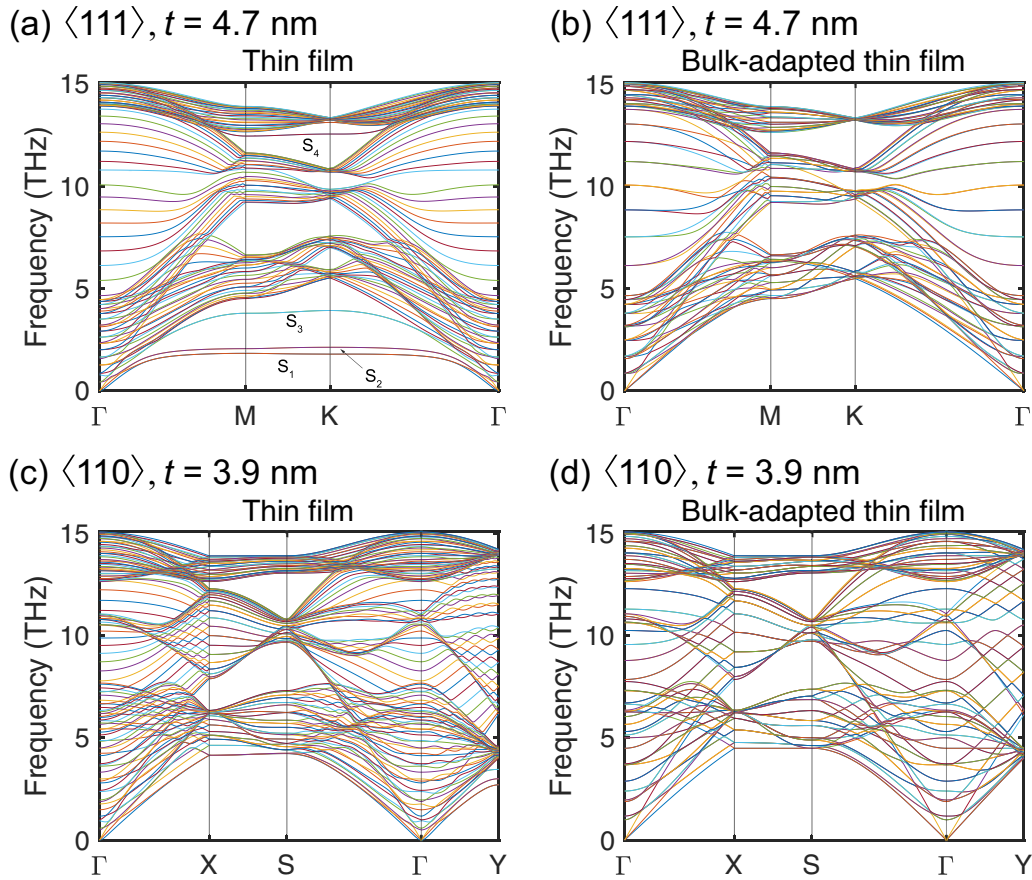 (a) ⟨111⟩, t = 4.7 nm
Thin film
15
10
5
0
Frequency (THz)
S4
S3
S1
S2
Γ M K Γ
(b) ⟨111⟩, t = 4.7 nm
Bulk-adapted thin film
15
10
5
0
Frequency (THz)
Γ M K Γ
(c) ⟨110⟩, t = 3.9 nm
Thin film
15
10
5
0
Frequency (THz)
Γ X S Γ Y
(d) ⟨110⟩, t = 3.9 nm
Bulk-adapted thin film
15
10
5
0
Frequency (THz)
Γ X S Γ Y